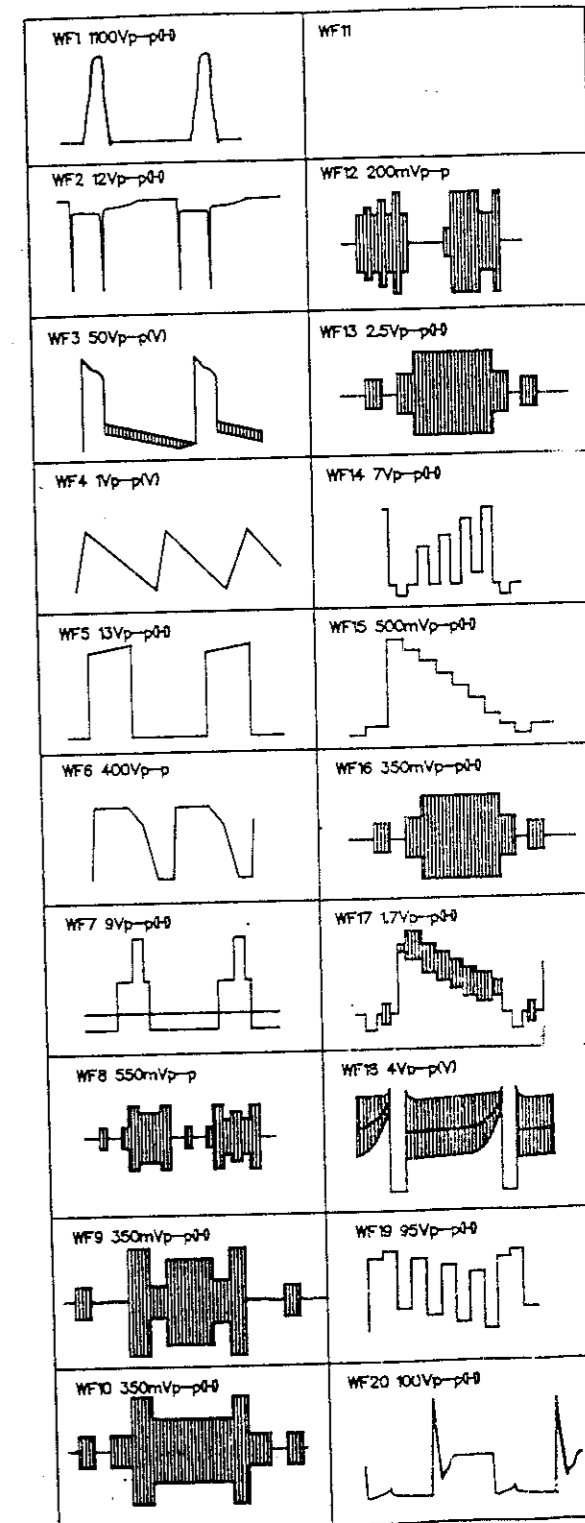 WF1 1100Vp-p(H)
WF11
WF2 12Vp-p(H)
WF12 200mVp-p
WF3 50Vp-p(V)
WF13 2.5Vp-p(H)
WF4 1Vp-p(V)
WF14 7Vp-p(H)
WF5 13Vp-p(H)
WF15 500mVp-p(H)
WF6 400Vp-p
WF16 350mVp-p(H)
WF7 9Vp-p(H)
WF17 1.7Vp-p(H)
WF8 550mVp-p
WF18 4Vp-p(V)
WF9 350mVp-p(H)
WF19 95Vp-p(H)
WF10 350mVp-p(H)
WF20 100Vp-p(H)